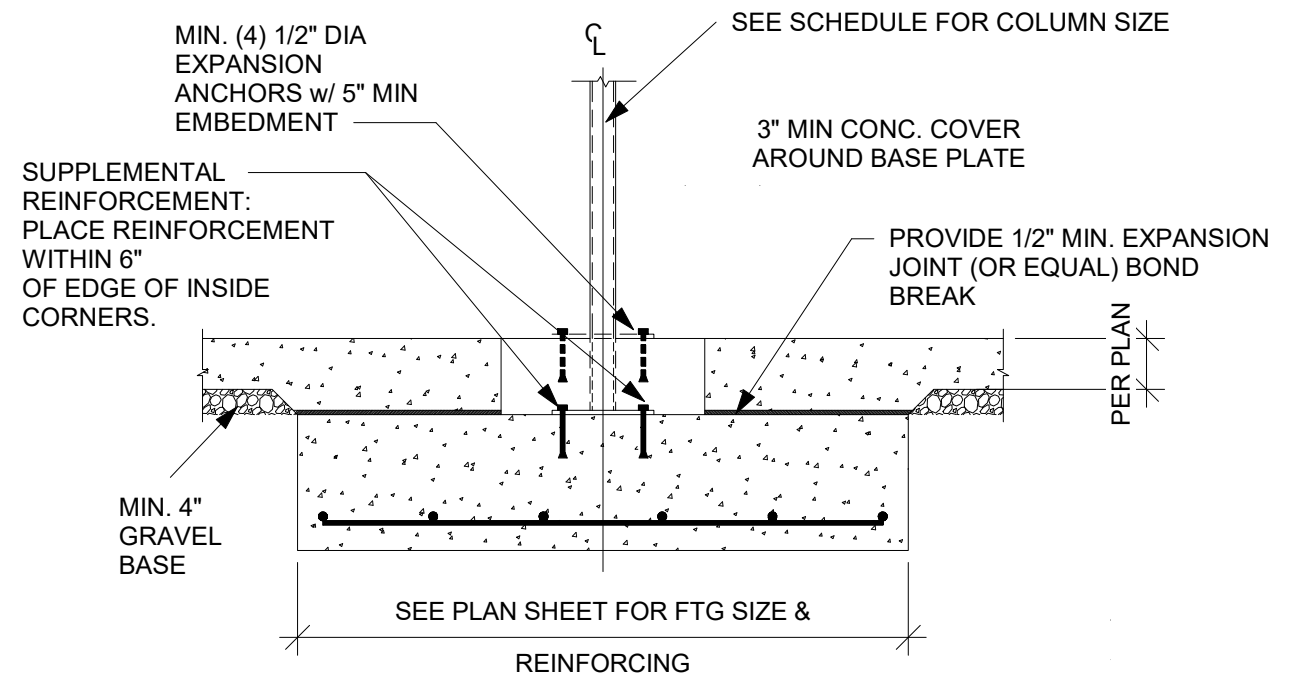 MIN. (4) 1/2" DIA
EXPANSION
ANCHORS w/ 5" MIN
EMBEDMENT
CL
SEE SCHEDULE FOR COLUMN SIZE
3" MIN CONC. COVER
AROUND BASE PLATE
SUPPLEMENTAL
REINFORCEMENT:
PLACE REINFORCEMENT
WITHIN 6"
OF EDGE OF INSIDE
CORNERS.
PROVIDE 1/2" MIN. EXPANSION
JOINT (OR EQUAL) BOND
BREAK
PER PLAN
MIN. 4"
GRAVEL
BASE
SEE PLAN SHEET FOR FTG SIZE &
REINFORCING